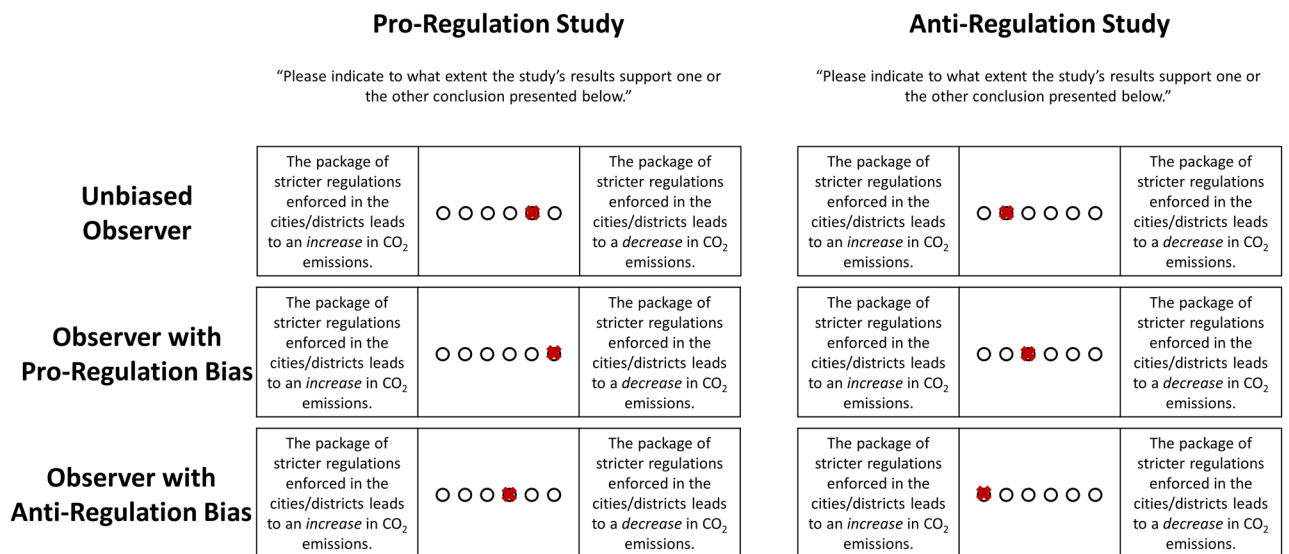 Pro-Regulation Study
Anti-Regulation Study
“Please indicate to what extent the study’s results support one or
the other conclusion presented below.”
“Please indicate to what extent the study’s results support one or
the other conclusion presented below.”
Unbiased
Observer
The package of
stricter regulations
enforced in the
cities/districts leads
to an increase in CO₂
emissions.
The package of
stricter regulations
enforced in the
cities/districts leads
to a decrease in CO₂
emissions.
The package of
stricter regulations
enforced in the
cities/districts leads
to an increase in CO₂
emissions.
The package of
stricter regulations
enforced in the
cities/districts leads
to a decrease in CO₂
emissions.
Observer with
Pro-Regulation Bias
The package of
stricter regulations
enforced in the
cities/districts leads
to an increase in CO₂
emissions.
The package of
stricter regulations
enforced in the
cities/districts leads
to a decrease in CO₂
emissions.
The package of
stricter regulations
enforced in the
cities/districts leads
to an increase in CO₂
emissions.
The package of
stricter regulations
enforced in the
cities/districts leads
to a decrease in CO₂
emissions.
Observer with
Anti-Regulation Bias
The package of
stricter regulations
enforced in the
cities/districts leads
to an increase in CO₂
emissions.
The package of
stricter regulations
enforced in the
cities/districts leads
to a decrease in CO₂
emissions.
The package of
stricter regulations
enforced in the
cities/districts leads
to an increase in CO₂
emissions.
The package of
stricter regulations
enforced in the
cities/districts leads
to a decrease in CO₂
emissions.